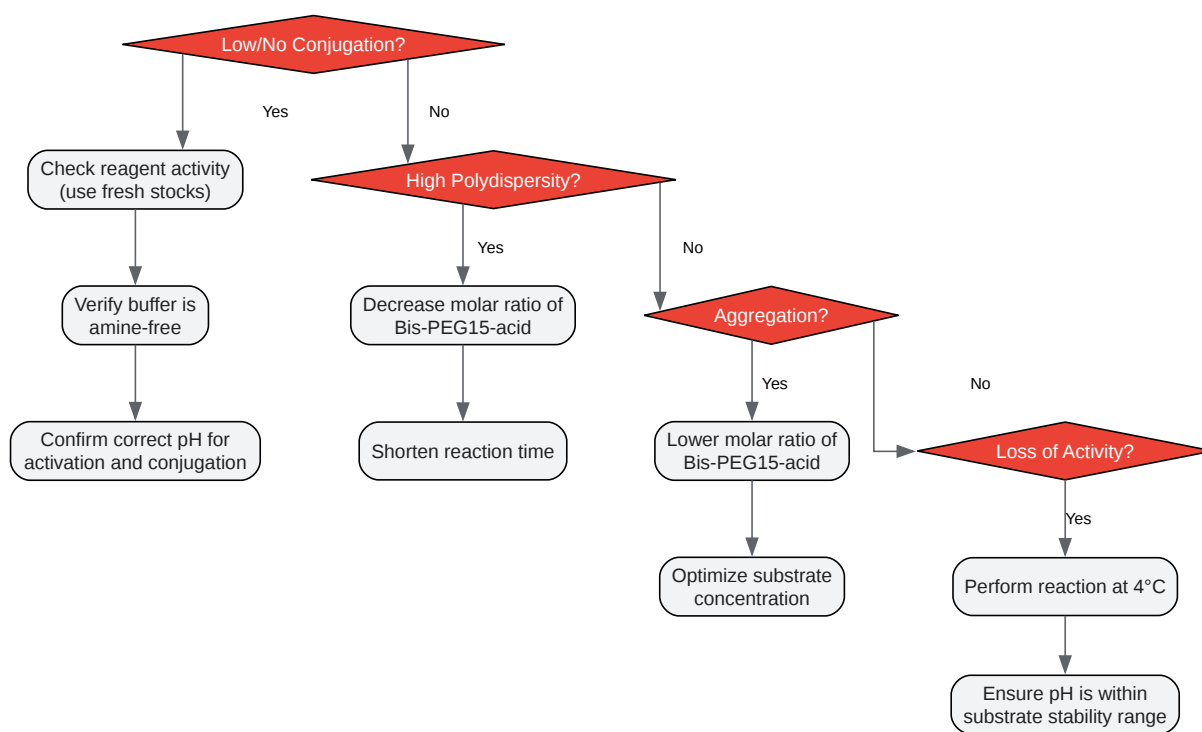 Low/No Conjugation?
Yes
No
Check reagent activity
(use fresh stocks)
High Polydispersity?
Yes
No
Verify buffer is
amine-free
Decrease molar ratio of
Bis-PEG15-acid
Aggregation?
Yes
No
Confirm correct pH for
activation and conjugation
Shorten reaction time
Lower molar ratio of
Bis-PEG15-acid
Loss of Activity?
Yes
Optimize substrate
concentration
Perform reaction at 4°C
Ensure pH is within
substrate stability range